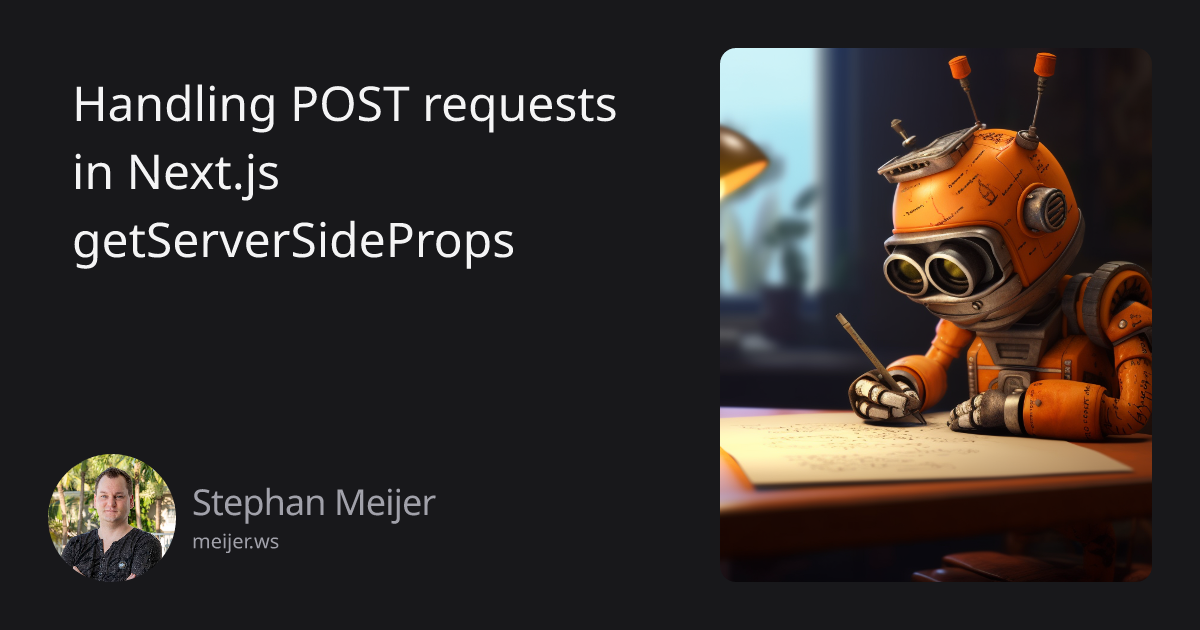 Handling POST requests
in Next.js
getServerSideProps
Stephan Meijer
meijer.ws